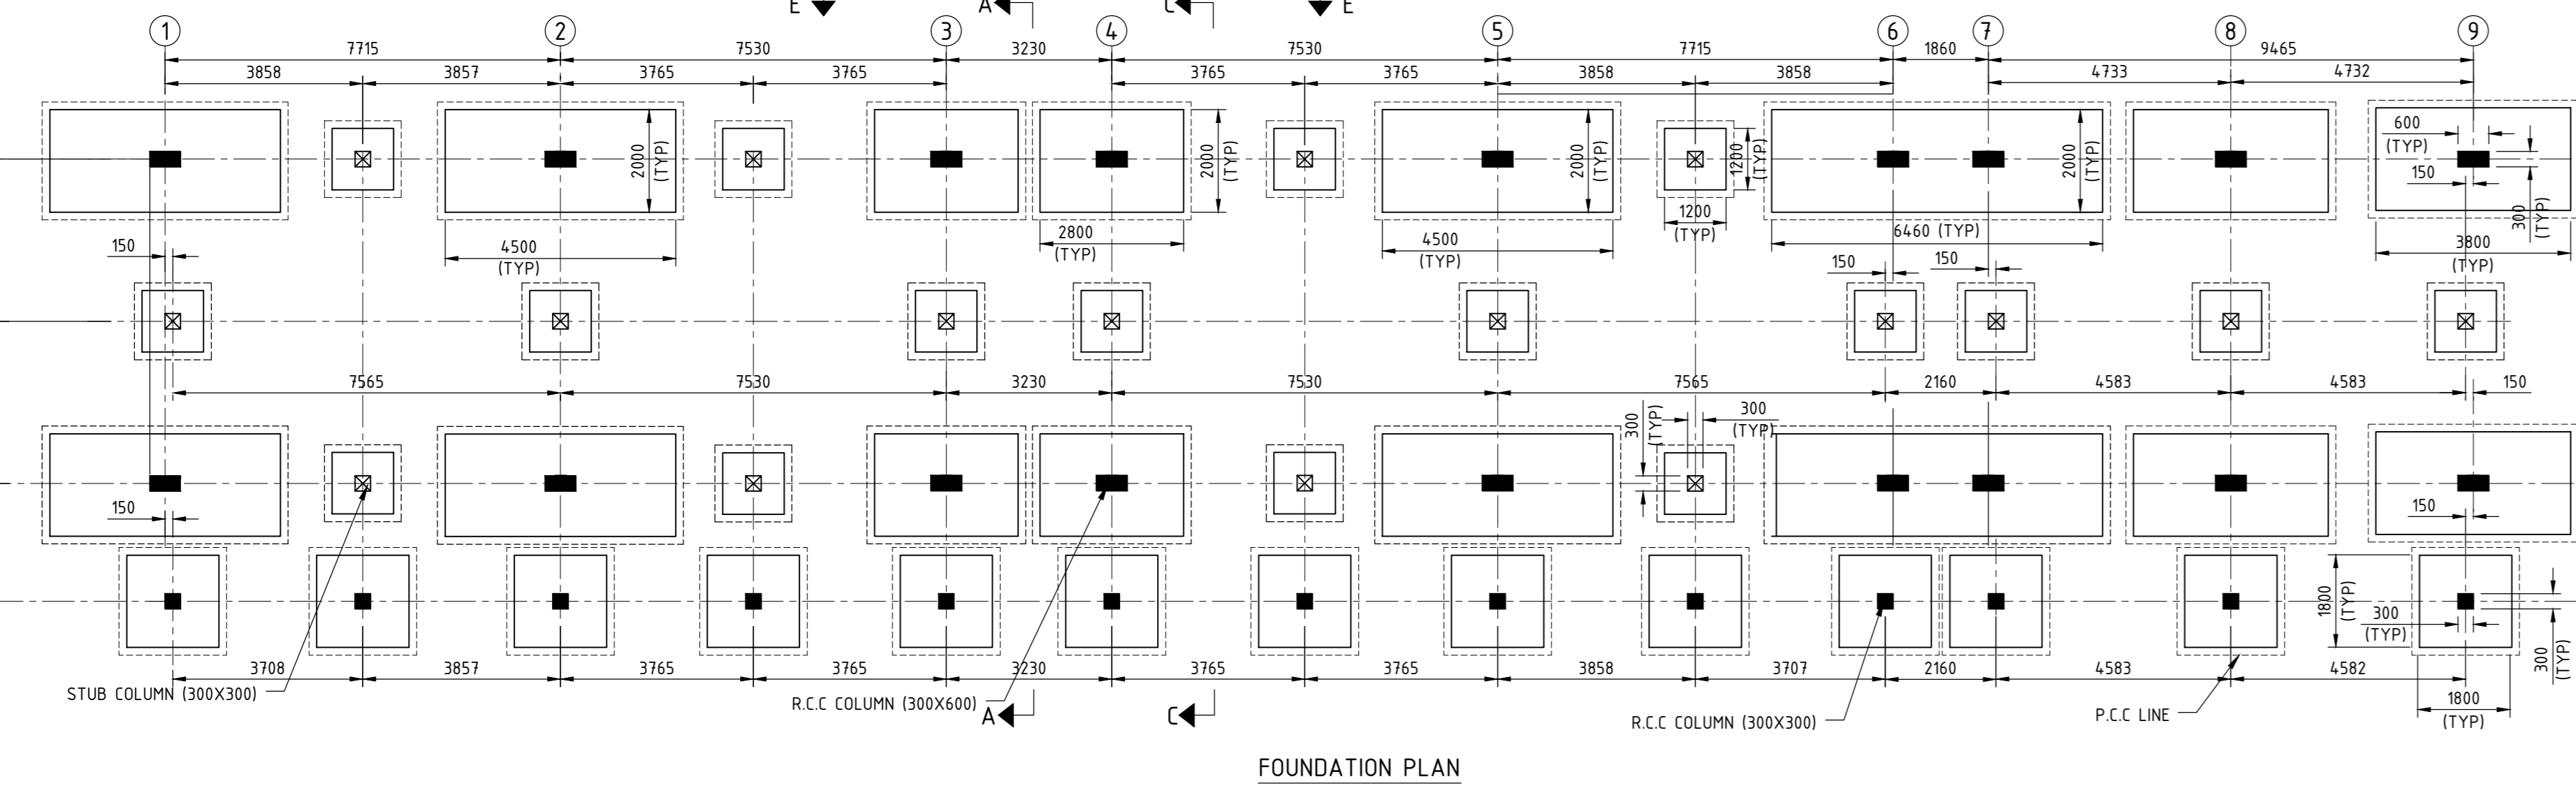 E A C E
1 2 3 4 5 6 7 8 9
7715 7530 3230 7530 7715 1860 9465
3858 3857 3765 3765 3765 3765 3858 3858 4733 4732
2000 (TYP)
2000 (TYP)
2000 (TYP)
1200 (TYP)
2000 (TYP)
600 (TYP)
150
300 (TYP)
150
4500 (TYP)
2800 (TYP)
4500 (TYP)
1200 (TYP)
6460 (TYP)
3800 (TYP)
150
150
7565 7530 3230 7530 7565 2160 4583 4583 150
300 (TYP)
300 (TYP)
150
150
1800 (TYP)
300 (TYP)
300 (TYP)
3708 3857 3765 3765 3230 3765 3765 3858 3707 2160 4583 4582
STUB COLUMN (300X300)
R.C.C COLUMN (300X600)
A C
R.C.C COLUMN (300X300)
P.C.C LINE
1800 (TYP)
FOUNDATION PLAN